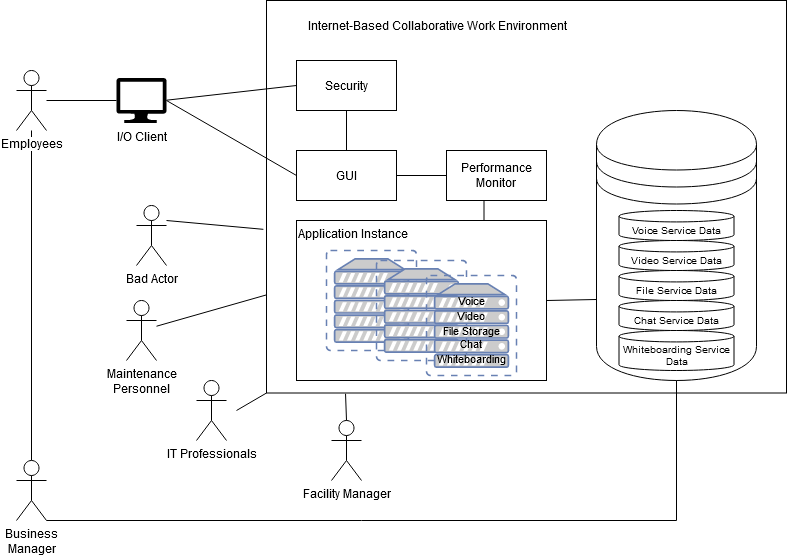 Internet-Based Collaborative Work Environment
Security
Employees
I/O Client
GUI
Performance
Monitor
Application Instance
Voice
Video
File Storage
Chat
Whiteboarding
Voice Service Data
Video Service Data
File Service Data
Chat Service Data
Whiteboarding Service
Data
Bad Actor
Maintenance
Personnel
IT Professionals
Facility Manager
Business
Manager